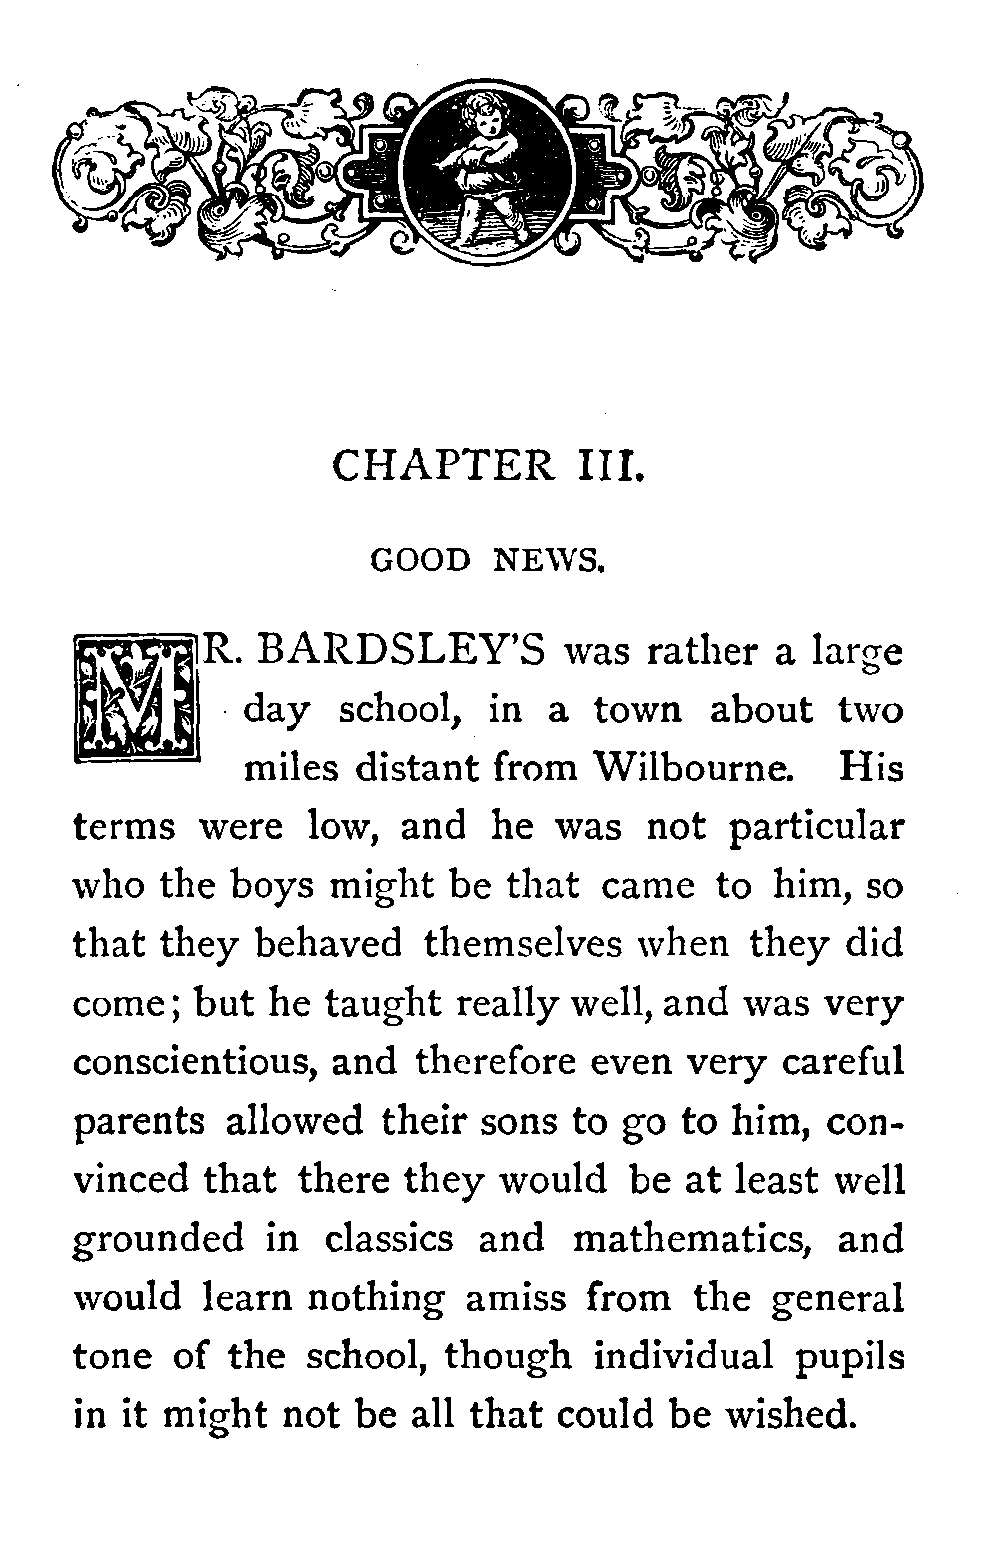 CHAPTER III.
GOOD NEWS.
MR. BARDSLEY'S was rather a large
day school, in a town about two
miles distant from Wilbourne. His
terms were low, and he was not particular
who the boys might be that came to him, so
that they behaved themselves when they did
come; but he taught really well, and was very
conscientious, and therefore even very careful
parents allowed their sons to go to him, con-
vinced that there they would be at least well
grounded in classics and mathematics, and
would learn nothing amiss from the general
tone of the school, though individual pupils
in it might not be all that could be wished.